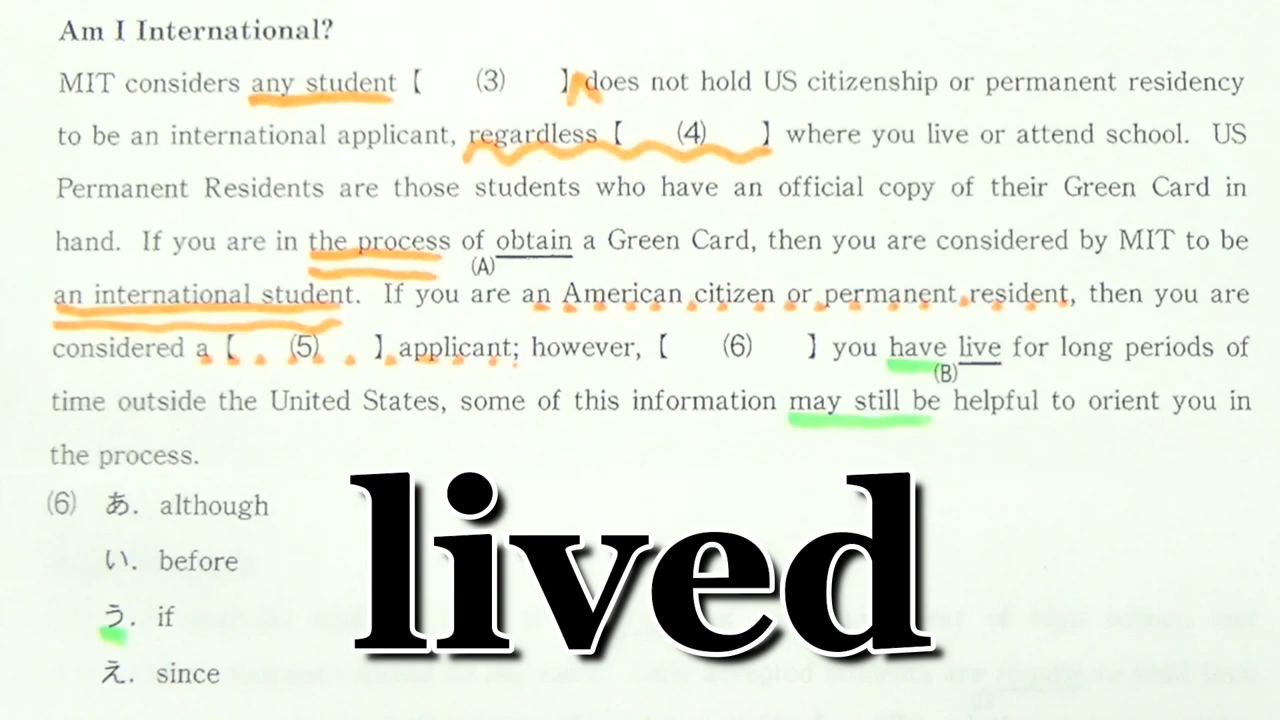 Am I International?
MIT considers any student【 (3) 】does not hold US citizenship or permanent residency
to be an international applicant, regardless【 (4) 】where you live or attend school. US
Permanent Residents are those students who have an official copy of their Green Card in
hand. If you are in the process of obtain a Green Card, then you are considered by MIT to be
(A)
an international student. If you are an American citizen or permanent resident, then you are
considered a【 (5) 】applicant; however,【 (6) 】you have live for long periods of
(B)
time outside the United States, some of this information may still be helpful to orient you in
the process.
(6) あ. although
い. before
う. if
え. since
lived